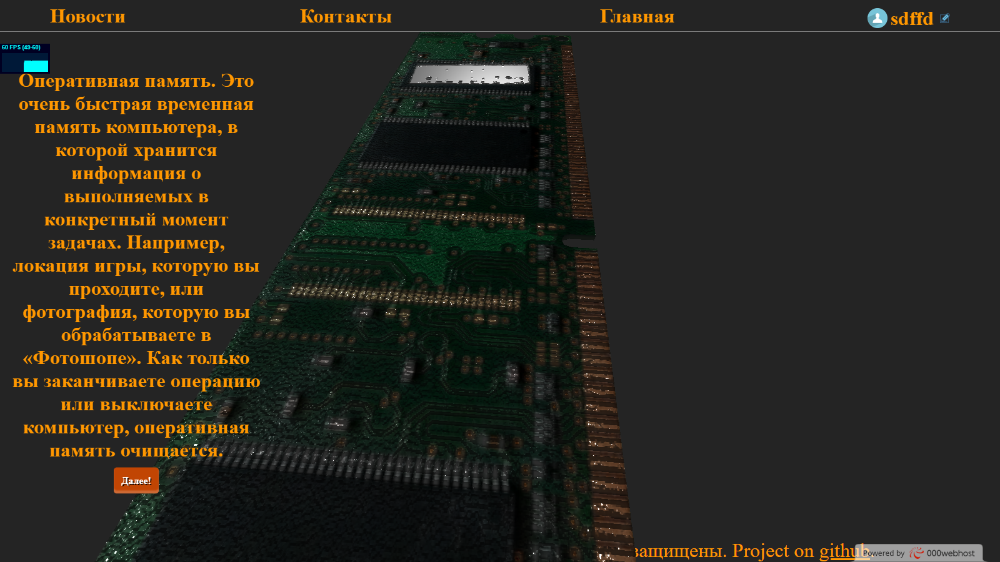 Новости Контакты Главная sdffd
60 FPS (49-60)
Оперативная память. Это
очень быстрая временная
память компьютера, в
которой хранится
информация о
выполняемых в
конкретный момент
задачах. Например,
локация игры, которую вы
проходите, или
фотография, которую вы
обрабатываете в
«Фотошопе». Как только
вы заканчиваете операцию
или выключаете
компьютер, оперативная
память очищается.
Далее!
защищены. Project on github
Powered by 000webhost